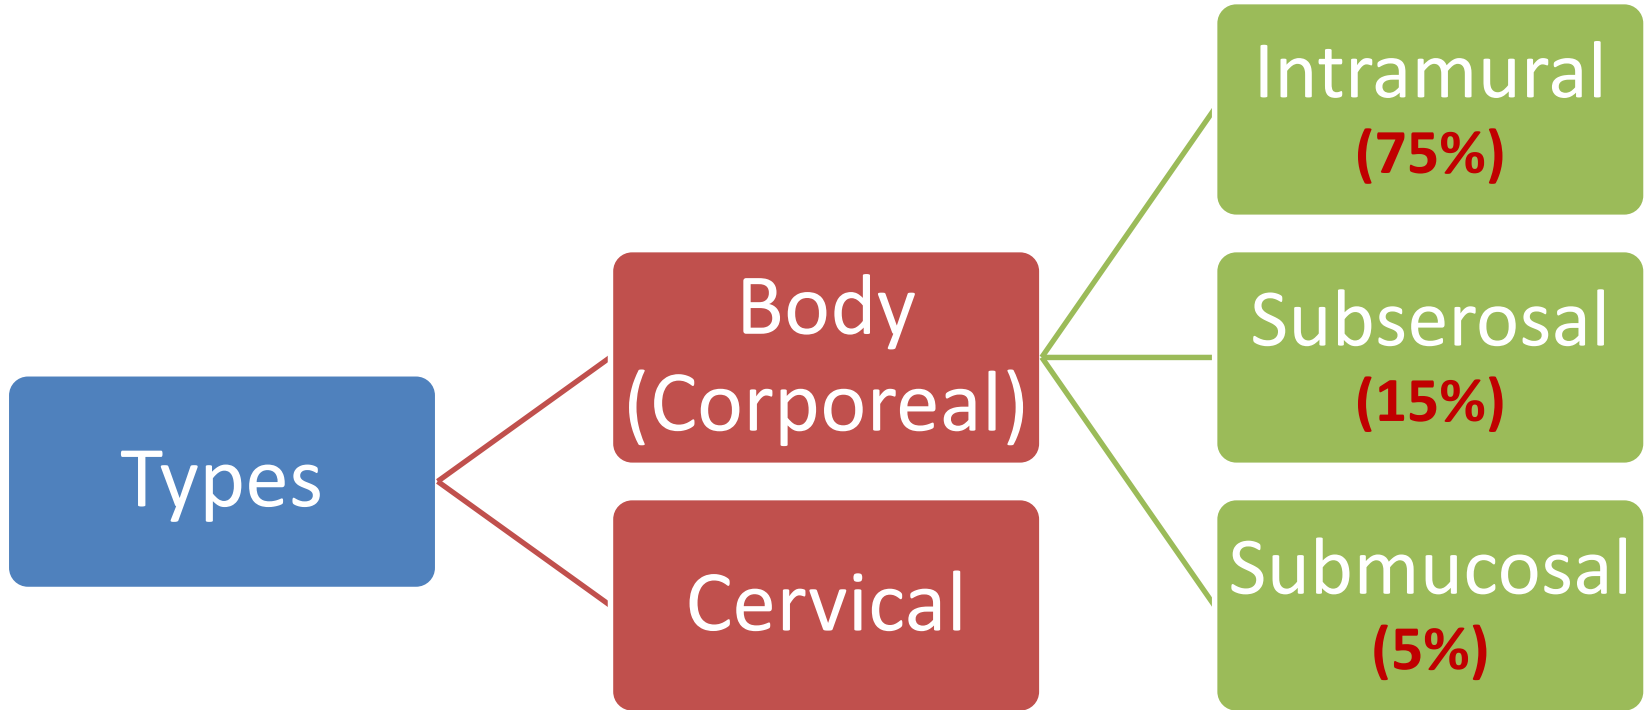 Types
Body
(Corporeal)
Cervical
Intramural
(75%)
Subserosal
(15%)
Submucosal
(5%)